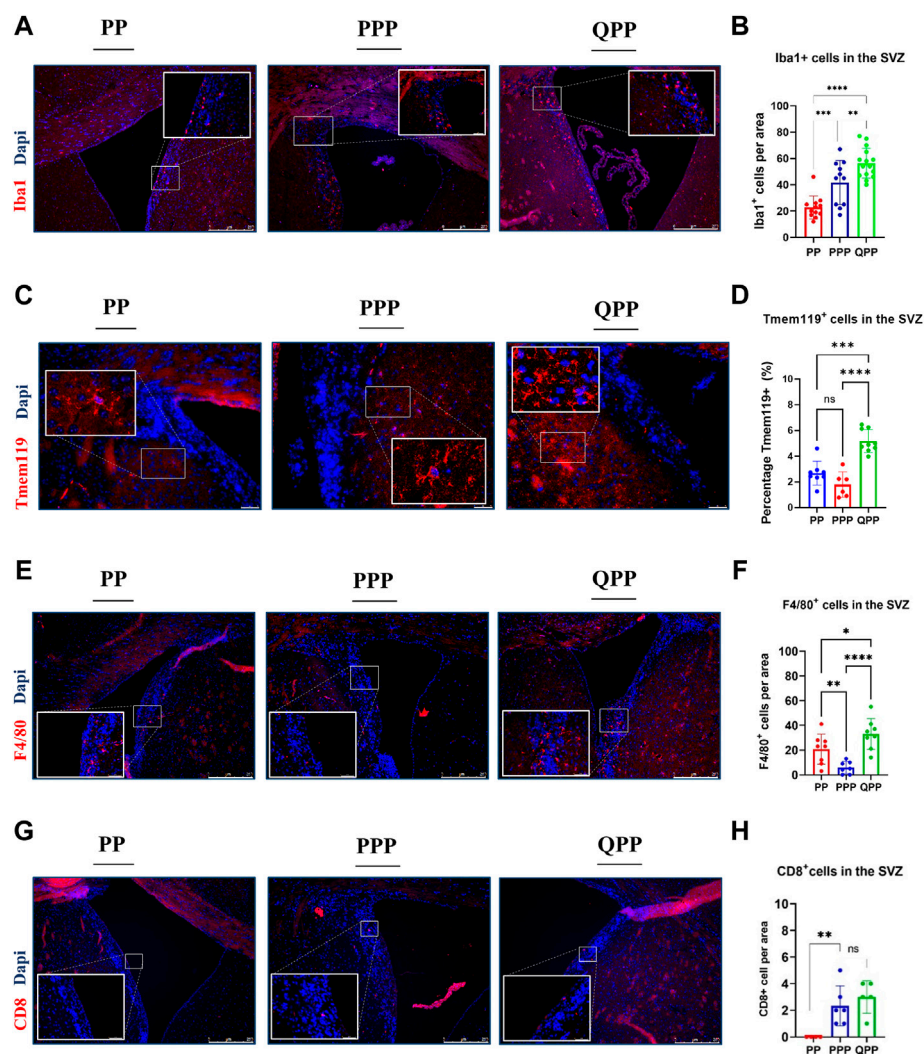 A
PP
PPP
QPP
Iba1 Dapi
B
Iba1+ cells in the SVZ
****
***
**
Iba1+ cells per area
100
80
60
40
20
0
PP PPP QPP
C
PP
PPP
QPP
Tmem119 Dapi
D
Tmem119+ cells in the SVZ
***
****
ns
Percentage Tmem119+ (%)
10
8
6
4
2
0
PP PPP QPP
E
PP
PPP
QPP
F4/80 Dapi
F
F4/80+ cells in the SVZ
*
****
**
F4/80+ cells per area
100
80
60
40
20
0
PP PPP QPP
G
PP
PPP
QPP
CD8 Dapi
H
CD8+cells in the SVZ
**
ns
CD8+ cell per area
10
8
6
4
2
0
PP PPP QPP